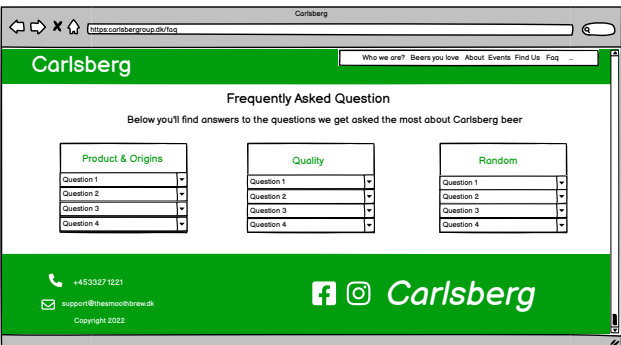 Carlsberg
https:carlsbergroup.dk/faq
Carlsberg
Who we are? Beers you love About Events Find Us Faq ...
Frequently Asked Question
Below you'll find answers to the questions we get asked the most about Carlsberg beer
Product & Origins
Question 1
Question 2
Question 3
Question 4
Quality
Question 1
Question 2
Question 3
Question 4
Random
Question 1
Question 2
Question 3
Question 4
+4533271221
support@thesmoothbrew.dk
Copyright 2022
Carlsberg